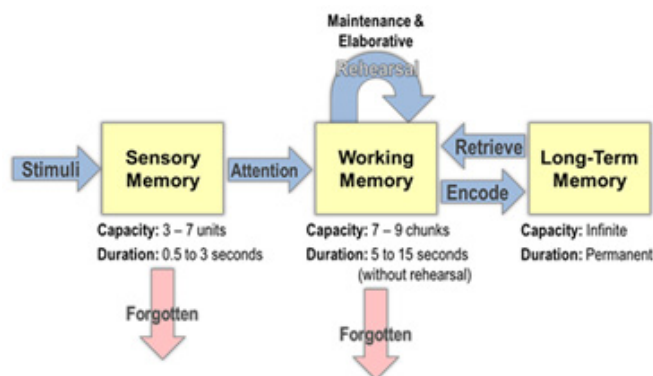 Maintenance &
Elaborative
Rehearsal
Stimuli
Sensory
Memory
Attention
Working
Memory
Retrieve
Encode
Long-Term
Memory
Capacity: 3 – 7 units
Duration: 0.5 to 3 seconds
Capacity: 7 – 9 chunks
Duration: 5 to 15 seconds
(without rehearsal)
Capacity: Infinite
Duration: Permanent
Forgotten
Forgotten